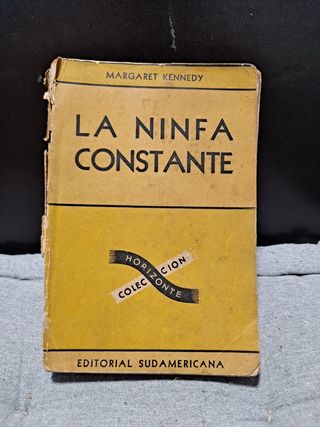 MARGARET KENNEDY
LA NINFA
CONSTANTE
COLECCION
HORIZONTE
EDITORIAL SUDAMERICANA